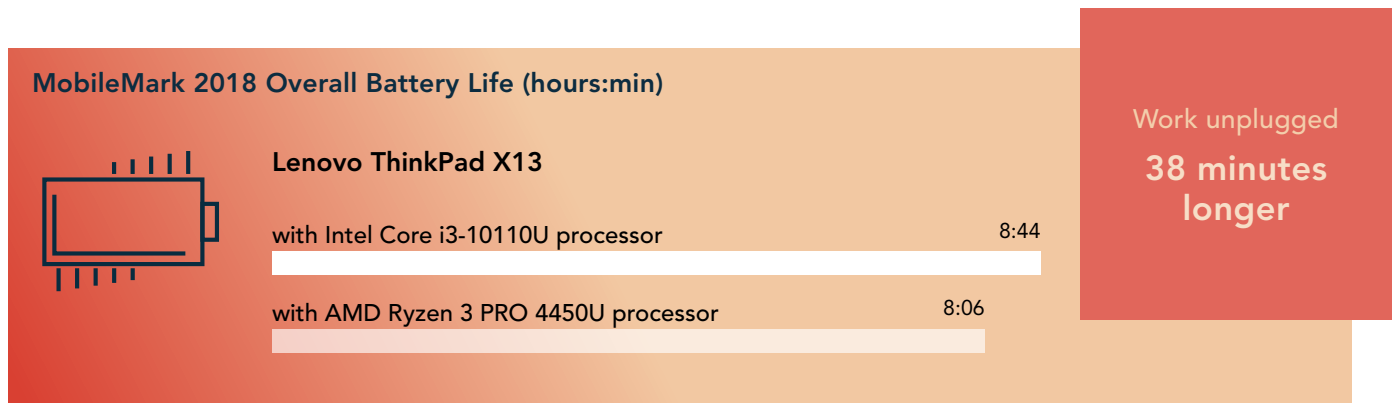 MobileMark 2018 Overall Battery Life (hours:min)
Lenovo ThinkPad X13
with Intel Core i3-10110U processor
8:44
with AMD Ryzen 3 PRO 4450U processor
8:06
Work unplugged
38 minutes
longer